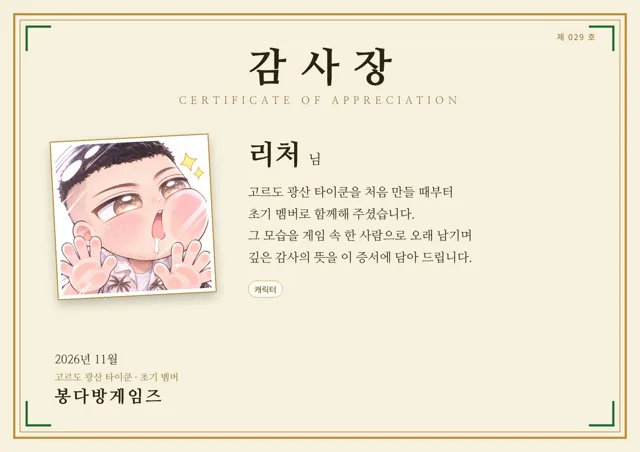 제 029 호
감사장
CERTIFICATE OF APPRECIATION
리처 님
고르도 광산 타이쿤을 처음 만들 때부터
초기 멤버로 함께해 주셨습니다.
그 모습을 게임 속 한 사람으로 오래 남기며
깊은 감사의 뜻을 이 증서에 담아 드립니다.
캐릭터
2026년 11월
고르도 광산 타이쿤 · 초기 멤버
봉다방게임즈